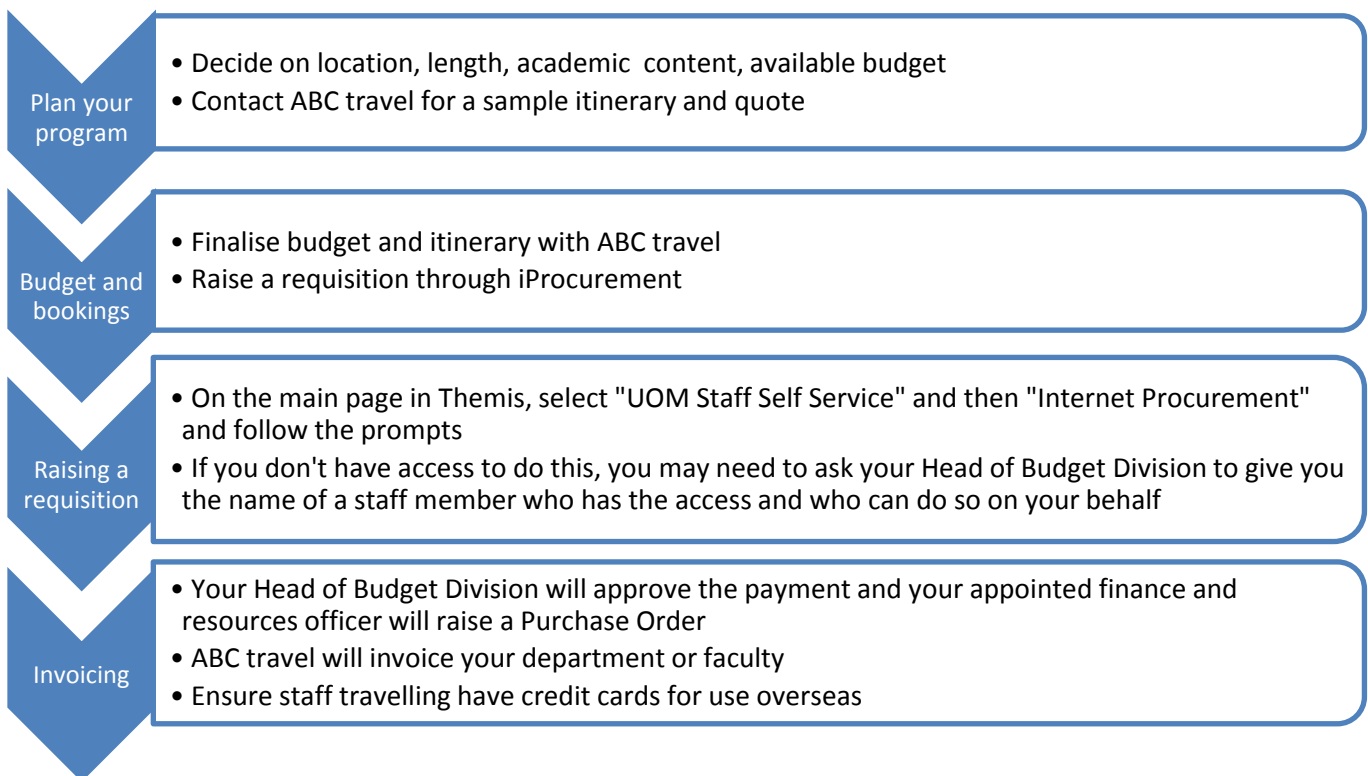 Plan your
program
• Decide on location, length, academic  content, available budget
• Contact ABC travel for a sample itinerary and quote
Budget and
bookings
• Finalise budget and itinerary with ABC travel
• Raise a requisition through iProcurement
Raising a
requisition
• On the main page in Themis, select "UOM Staff Self Service" and then "Internet Procurement"
and follow the prompts
• If you don't have access to do this, you may need to ask your Head of Budget Division to give you
the name of a staff member who has the access and who can do so on your behalf
Invoicing
• Your Head of Budget Division will approve the payment and your appointed finance and
resources officer will raise a Purchase Order
• ABC travel will invoice your department or faculty
• Ensure staff travelling have credit cards for use overseas